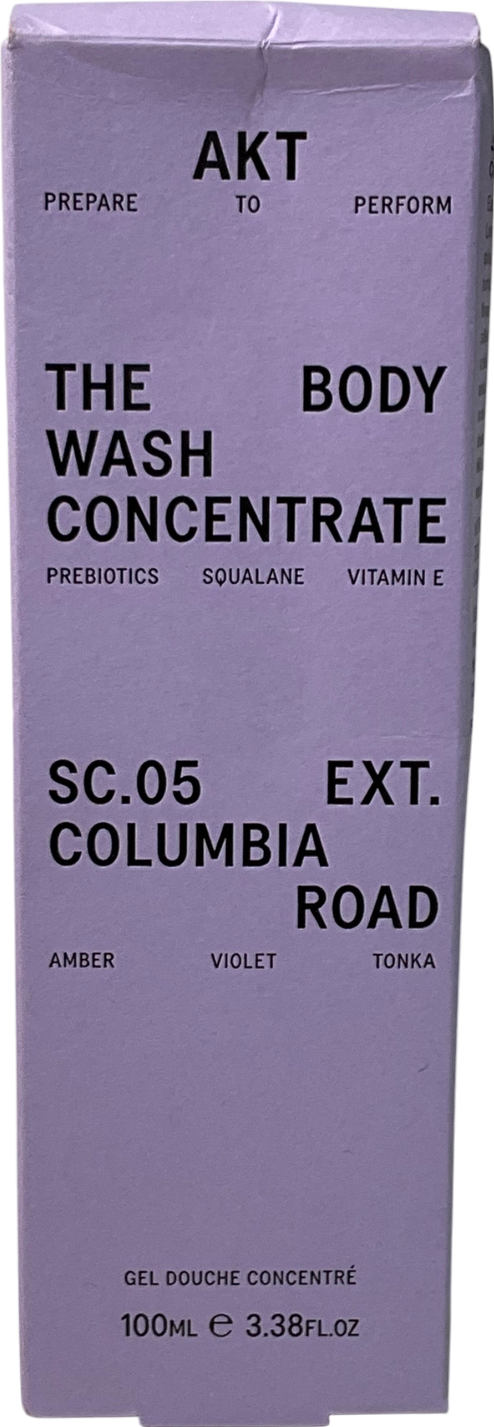 AKT
PREPARE TO PERFORM
THE BODY
WASH
CONCENTRATE
PREBIOTICS SQUALANE VITAMIN E
SC.05 EXT.
COLUMBIA
ROAD
AMBER VIOLET TONKA
GEL DOUCHE CONCENTRÉ
100ML ℮ 3.38FL.OZ